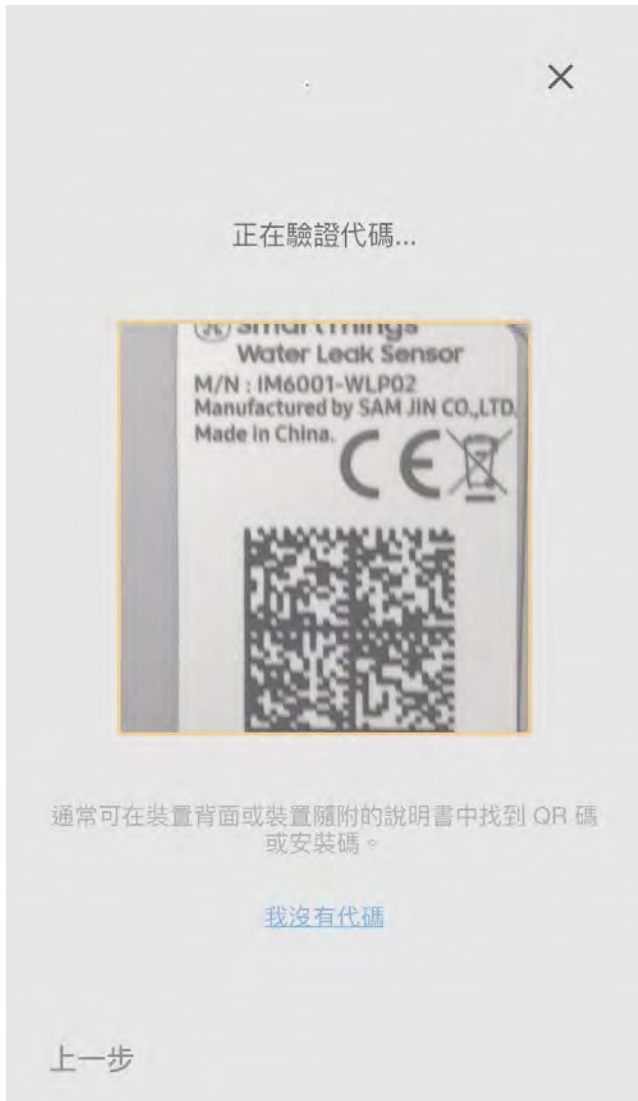 正在驗證代碼...
SmartThings
Water Leak Sensor
M/N : IM6001-WLP02
Manufactured by SAM JIN CO.,LTD.
Made in China.
CE
通常可在裝置背面或裝置隨附的說明書中找到 QR 碼
或安裝碼。
我沒有代碼
上一步